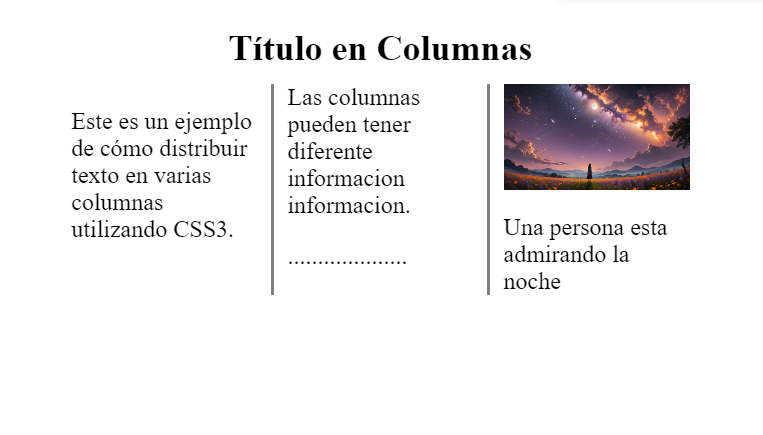 Título en Columnas
Este es un ejemplo
de cómo distribuir
texto en varias
columnas
utilizando CSS3.
Las columnas
pueden tener
diferente
informacion
informacion.
....................
Una persona esta
admirando la
noche